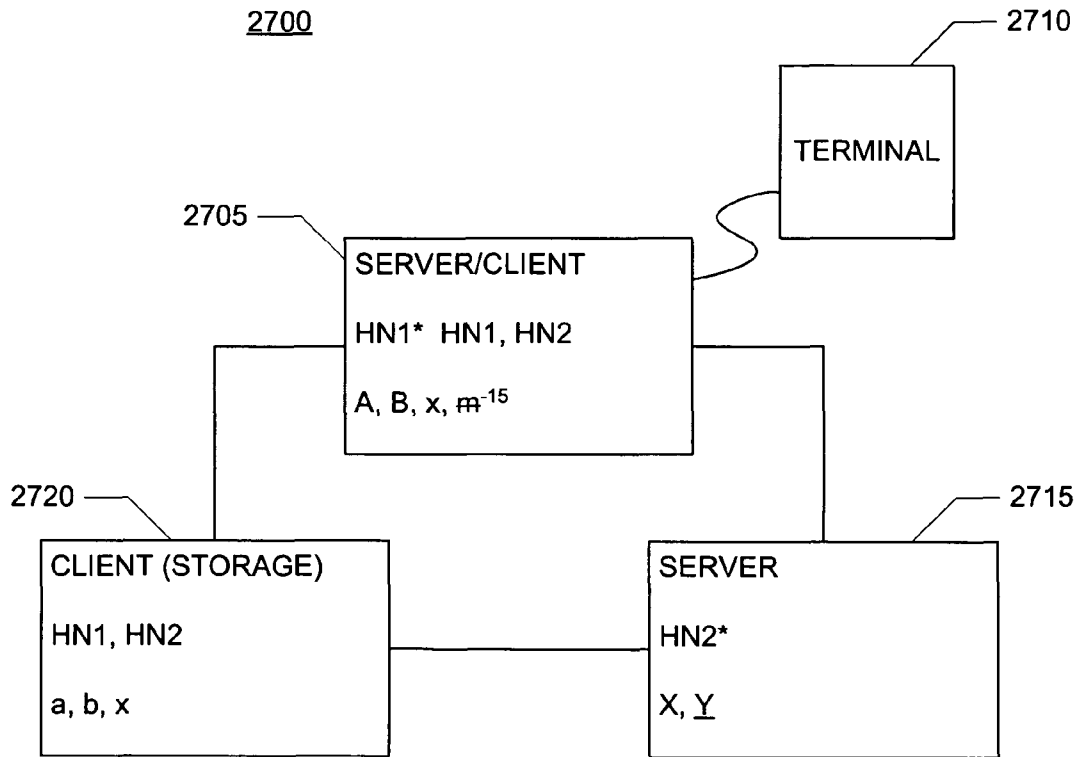 2700
2710
TERMINAL
2705
SERVER/CLIENT
HN1* HN1, HN2
A, B, x, m-15
2720
2715
CLIENT (STORAGE)
HN1, HN2
a, b, x
SERVER
HN2*
X, Y